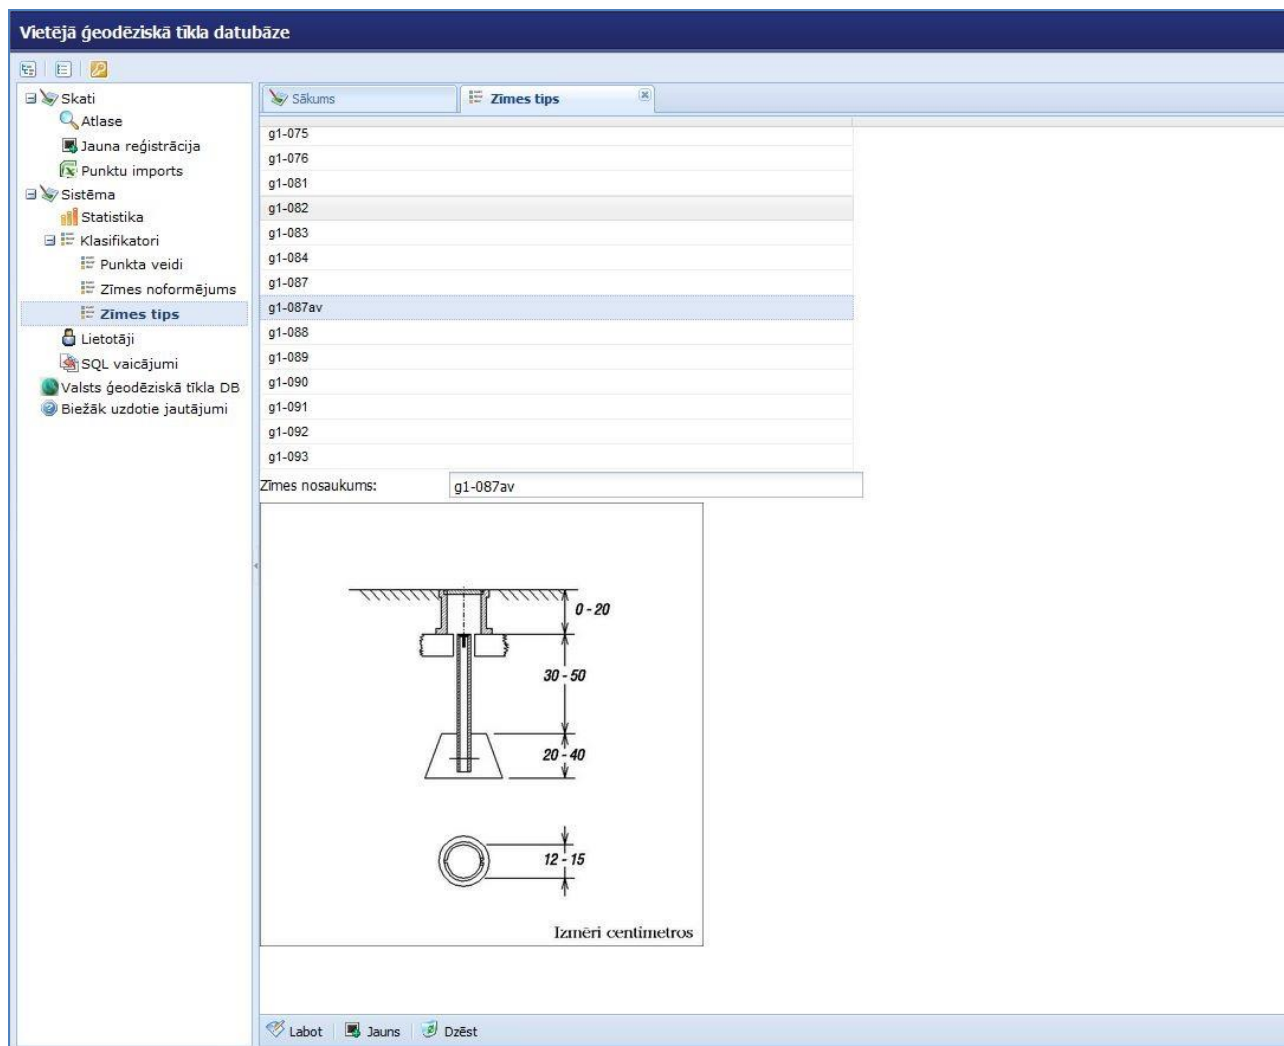 Vietējā ģeodēziskā tīkla datubāze
Skati
Atlase
Jauna reģistrācija
Punktu imports
Sistēma
Statistika
Klasifikatori
Punkta veidi
Zīmes noformējums
Zīmes tips
Lietotāji
SQL vaicājumi
Valsts ģeodēziskā tīkla DB
Biežāk uzdotie jautājumi
Sākums
Zīmes tips
g1-075
g1-076
g1-081
g1-082
g1-083
g1-084
g1-087
g1-087av
g1-088
g1-089
g1-090
g1-091
g1-092
g1-093
Zīmes nosaukums: g1-087av
0 - 20
30 - 50
20 - 40
12 - 15
Izmēri centimetros
Labot Jauns Dzēst